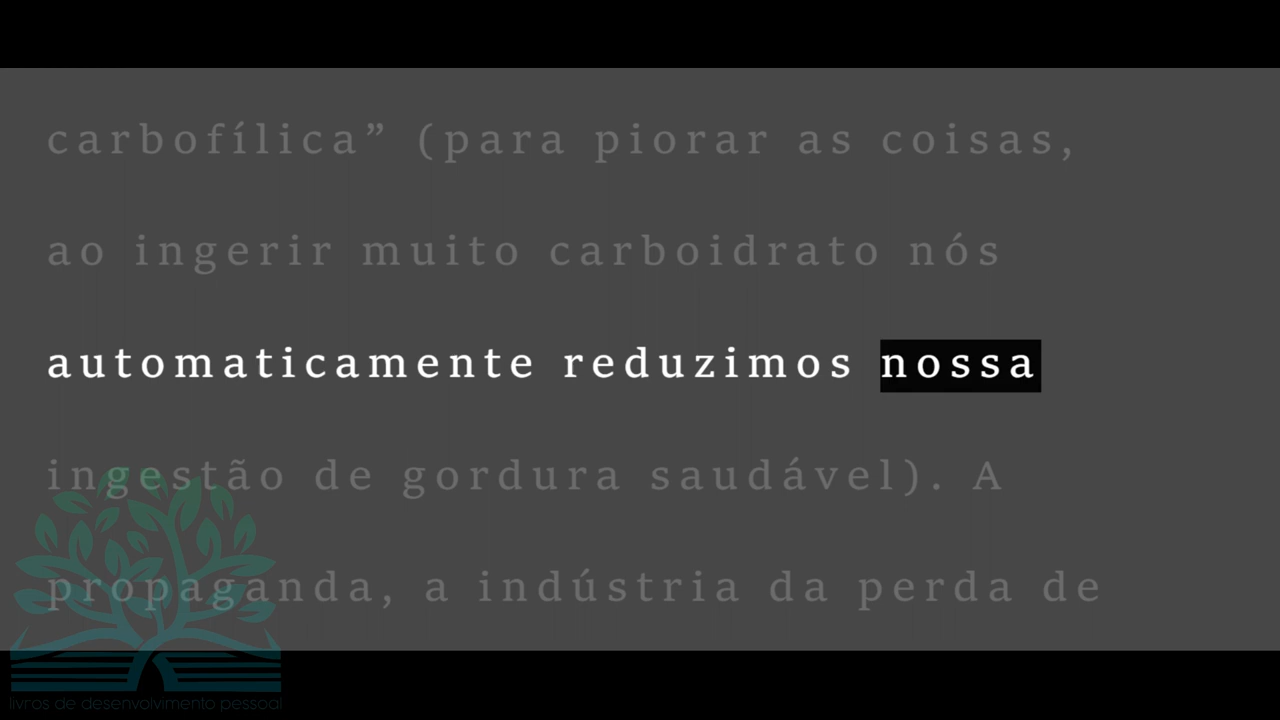 carbofílica” (para piorar as coisas,
ao ingerir muito carboidrato nós
automaticamente reduzimos nossa
ingestão de gordura saudável). A
propaganda, a indústria da perda de
livros de desenvolvimento pessoal